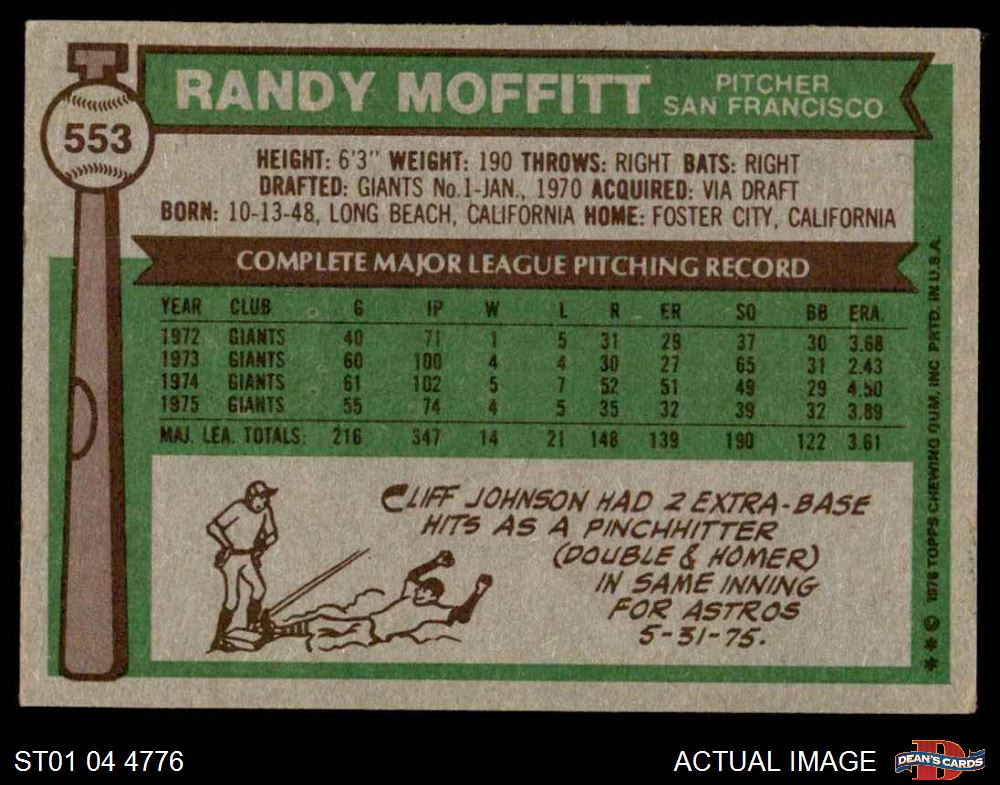 RANDY MOFFITT
PITCHER
SAN FRANCISCO
553
HEIGHT: 6'3" WEIGHT: 190 THROWS: RIGHT BATS: RIGHT
DRAFTED: GIANTS No.1-JAN., 1970 ACQUIRED: VIA DRAFT
BORN: 10-13-48, LONG BEACH, CALIFORNIA HOME: FOSTER CITY, CALIFORNIA
COMPLETE MAJOR LEAGUE PITCHING RECORD
YEAR CLUB G IP W L R ER SO BB ERA.
1972 GIANTS 40 71 1 5 31 29 37 30 3.68
1973 GIANTS 60 100 4 4 30 27 65 31 2.43
1974 GIANTS 61 102 5 7 52 51 49 29 4.50
1975 GIANTS 55 74 4 5 35 32 39 32 3.89
MAJ. LEA. TOTALS: 216 347 14 21 148 139 190 122 3.61
CLIFF JOHNSON HAD 2 EXTRA-BASE
HITS AS A PINCHHITTER
(DOUBLE & HOMER)
IN SAME INNING
FOR ASTROS
5-31-75.
** © 1976 TOPPS CHEWING GUM, INC. PRTD. IN U.S.A.
ST01 04 4776
ACTUAL IMAGE
D
DEAN'S CARDS